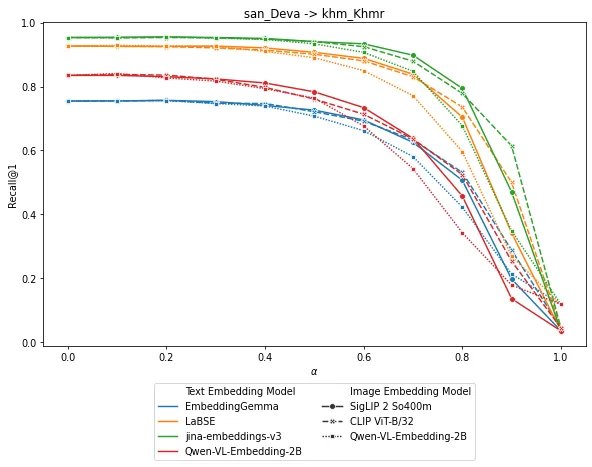 san_Deva -> khm_Khmr
Recall@1
1.0
0.8
0.6
0.4
0.2
0.0
0.0 0.2 0.4 0.6 0.8 1.0
α
Text Embedding Model
EmbeddingGemma
LaBSE
jina-embeddings-v3
Qwen-VL-Embedding-2B
Image Embedding Model
SigLIP 2 So400m
CLIP ViT-B/32
Qwen-VL-Embedding-2B